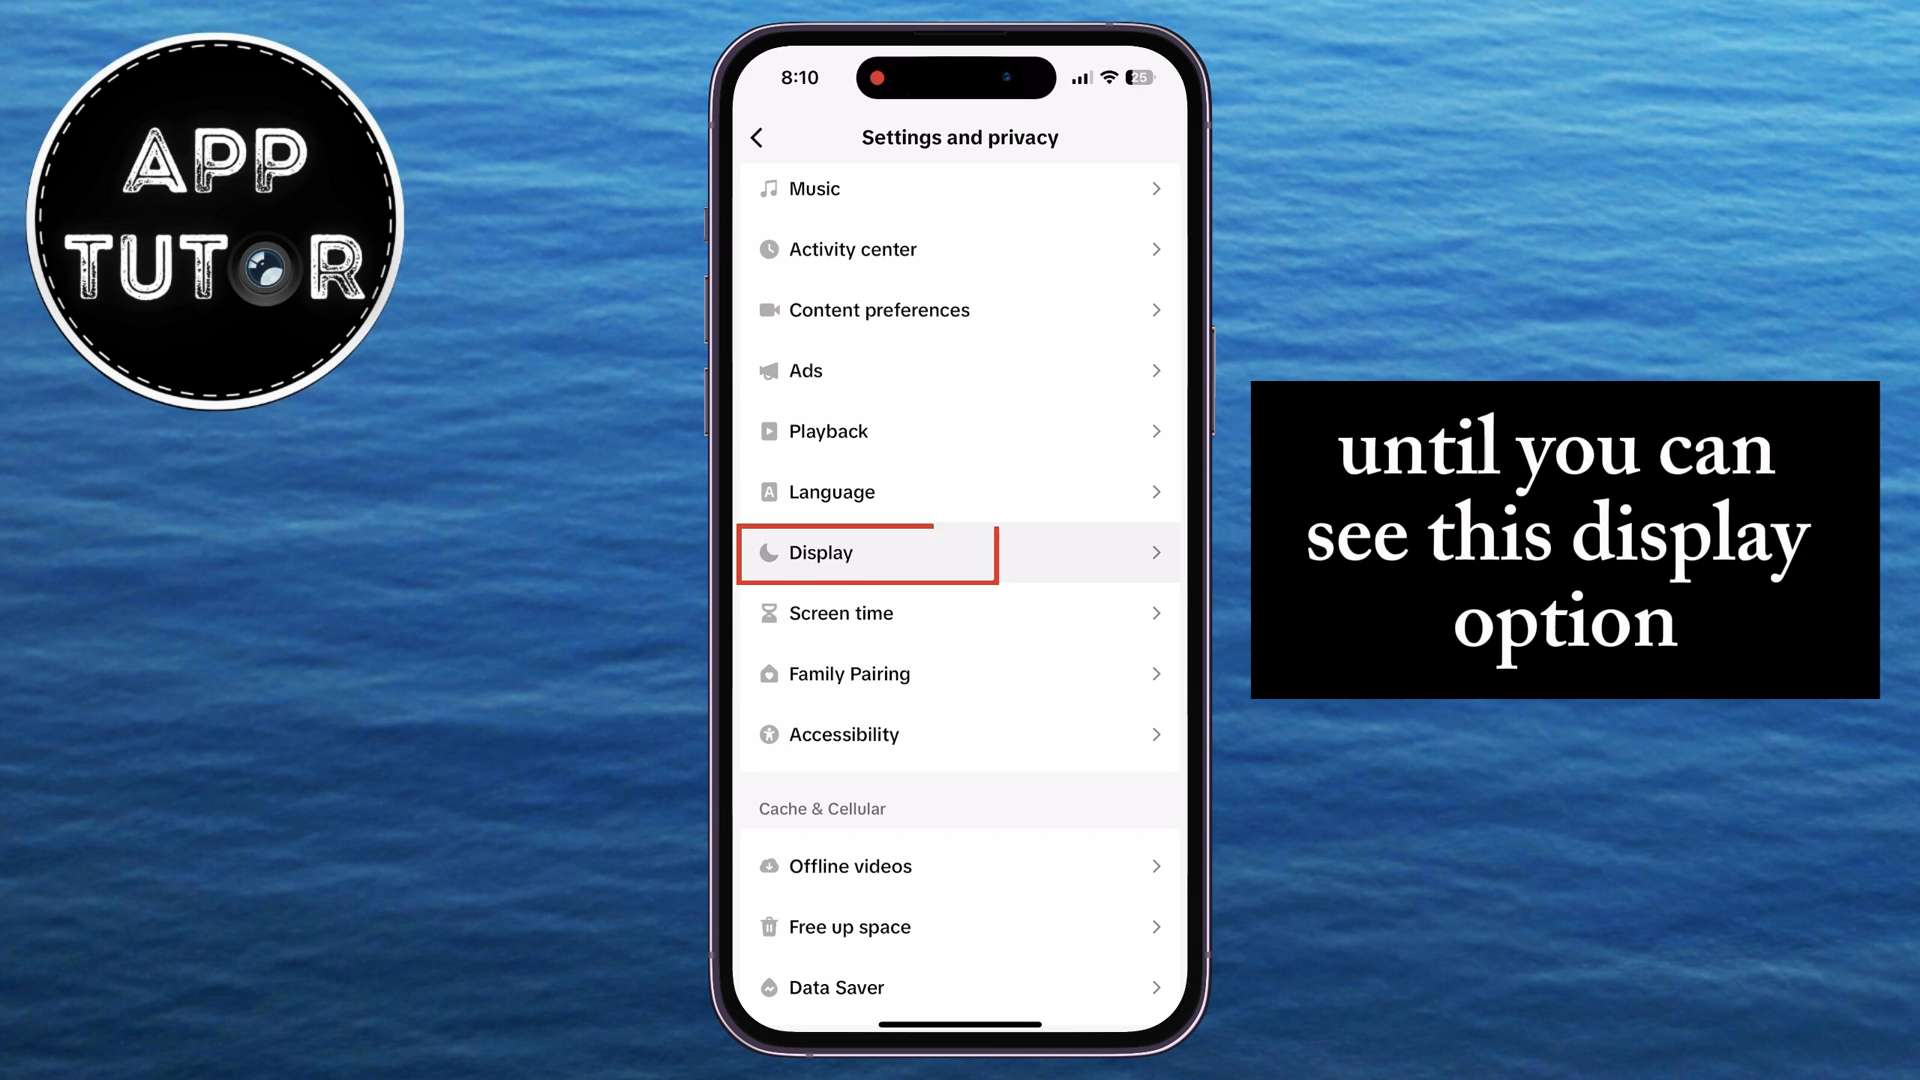 APP
TUTOR
8:10
25
Settings and privacy
Music
Activity center
Content preferences
Ads
Playback
Language
Display
Screen time
Family Pairing
Accessibility
Cache & Cellular
Offline videos
Free up space
Data Saver
until you can
see this display
option